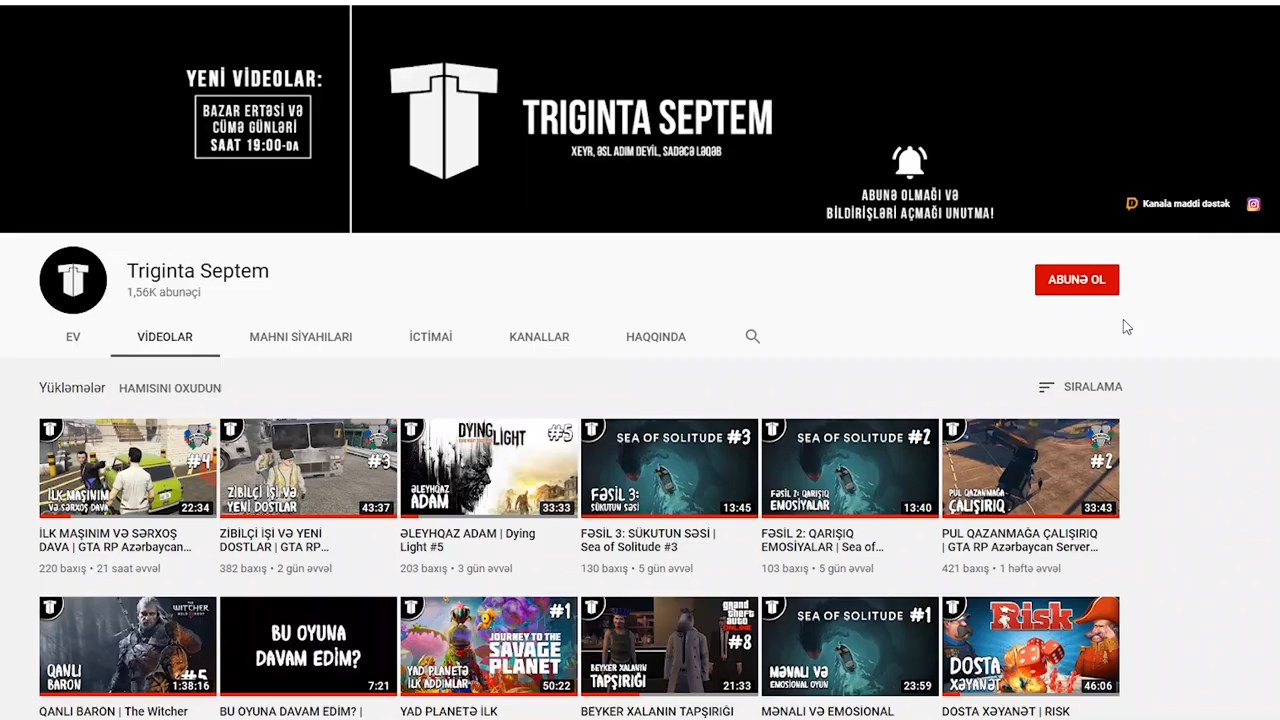 YENİ VİDEOLAR:
BAZAR ERTƏSİ VƏ
CÜMƏ GÜNLƏRİ
SAAT 19:00-DA
TRIGINTA SEPTEM
XEYR, ƏSL ADIM DEYİL, SADƏCƏ LƏQƏB
ABUNƏ OLMAĞI VƏ
BİLDİRİŞLƏRİ AÇMAĞI UNUTMA!
Kanala maddi dəstək
Triginta Septem
1,56K abunəçi
ABUNƏ OL
EV
VİDEOLAR
MAHNI SİYAHILARI
İCTİMAİ
KANALLAR
HAQQINDA
Yükləmələr
HAMISINI OXUDUN
SIRALAMA
#4
İLK MAŞINIM
VƏ SƏRXOŞ DAVA
22:34
#3
ZİBİLÇİ İŞİ VƏ
YENİ DOSTLAR
43:37
DYING LIGHT
#5
ƏLEYHQAZ
ADAM
33:33
SEA OF SOLITUDE #3
FƏSİL 3:
SÜKUTUN SƏSİ
13:45
SEA OF SOLITUDE #2
FƏSİL 2: QARIŞIQ
EMOSİYALAR
13:40
#2
PUL QAZANMAĞA
ÇALIŞIRIQ
33:43
İLK MAŞINIM VƏ SƏRXOŞ
DAVA | GTA RP Azərbaycan...
220 baxış • 21 saat əvvəl
ZİBİLÇİ İŞİ VƏ YENİ
DOSTLAR | GTA RP...
382 baxış • 2 gün əvvəl
ƏLEYHQAZ ADAM | Dying
Light #5
203 baxış • 3 gün əvvəl
FƏSİL 3: SÜKUTUN SƏSİ |
Sea of Solitude #3
130 baxış • 5 gün əvvəl
FƏSİL 2: QARIŞIQ
EMOSİYALAR | Sea of...
103 baxış • 5 gün əvvəl
PUL QAZANMAĞA ÇALIŞIRIQ
| GTA RP Azərbaycan Server...
421 baxış • 1 həftə əvvəl
THE WITCHER
QANLI
BARON
#5
1:38:16
BU OYUNA
DAVAM EDİM?
7:21
#1
JOURNEY TO THE
SAVAGE
PLANET
YAD PLANETƏ
İLK ADDIMLAR
50:22
grand
theft
auto
ONLINE
#8
BEYKER XALANIN
TAPŞIRIĞI
21:33
SEA OF SOLITUDE #1
MƏNALI VƏ
EMOSIONAL OYUN
23:59
RISK
DOSTA
XƏYANƏT
46:06
QANLI BARON | The Witcher
BU OYUNA DAVAM EDİM? |
YAD PLANETƏ İLK
BEYKER XALANIN TAPŞIRIĞI
MƏNALI VƏ EMOSIONAL
DOSTA XƏYANƏT | RISK